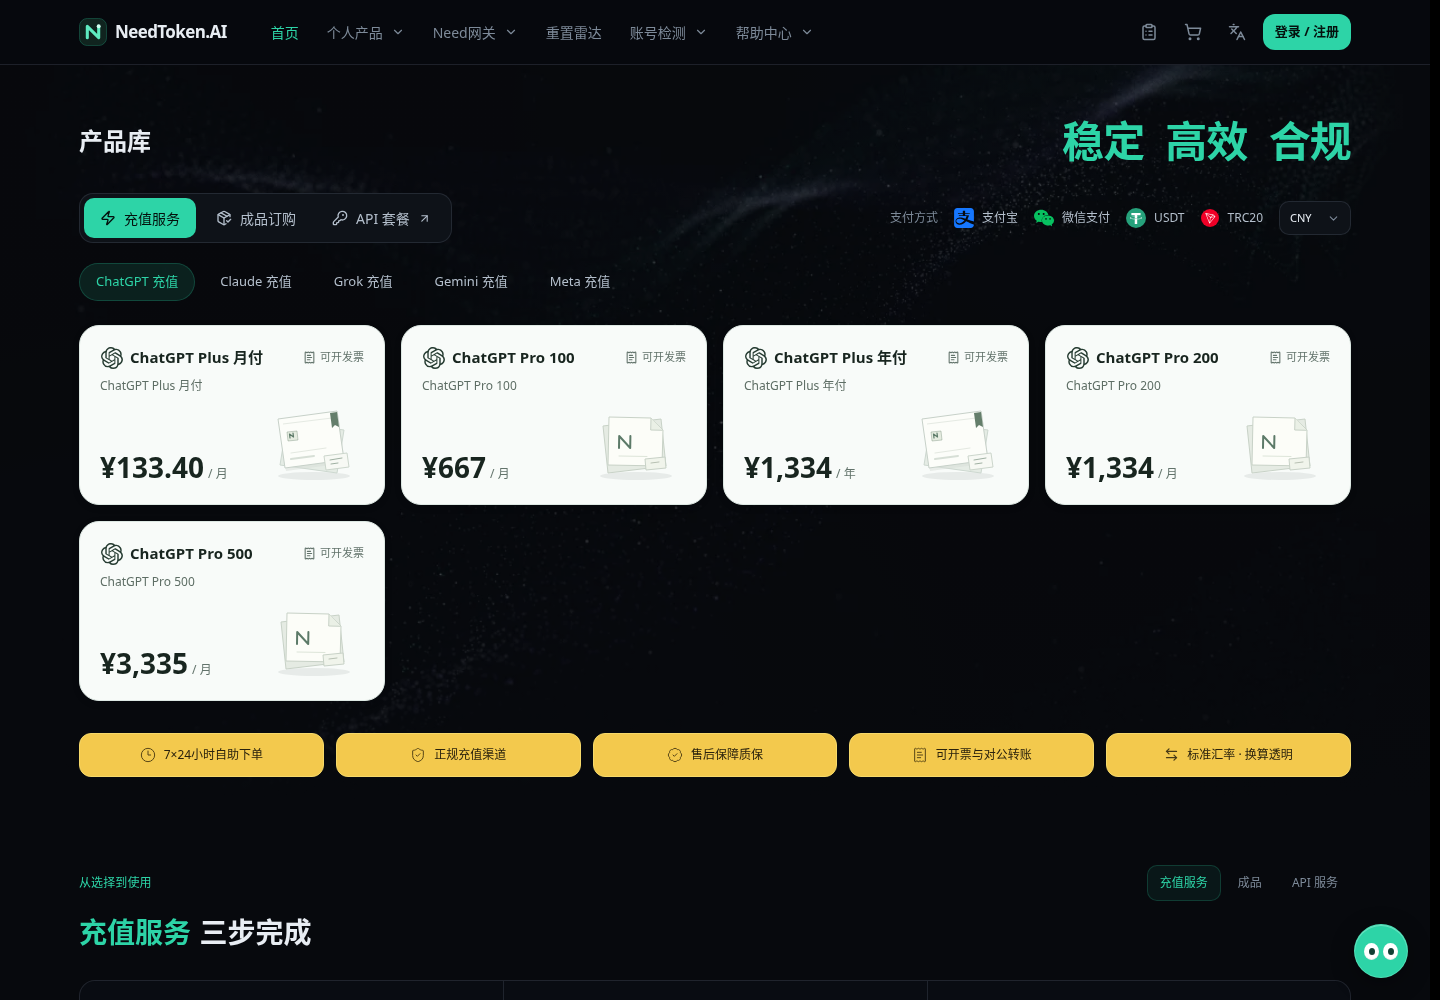 NeedToken.AI
首页
个人产品
Need网关
重置雷达
账号检测
帮助中心
登录 / 注册
产品库
稳定 高效 合规
充值服务
成品订购
API 套餐
支付方式
支付宝
微信支付
USDT
TRC20
CNY
ChatGPT 充值
Claude 充值
Grok 充值
Gemini 充值
Meta 充值
ChatGPT Plus 月付
可开发票
ChatGPT Plus 月付
¥133.40 / 月
ChatGPT Pro 100
可开发票
ChatGPT Pro 100
¥667 / 月
ChatGPT Plus 年付
可开发票
ChatGPT Plus 年付
¥1,334 / 年
ChatGPT Pro 200
可开发票
ChatGPT Pro 200
¥1,334 / 月
ChatGPT Pro 500
可开发票
ChatGPT Pro 500
¥3,335 / 月
7×24小时自助下单
正规充值渠道
售后保障质保
可开票与对公转账
标准汇率 · 换算透明
从选择到使用
充值服务
成品
API 服务
充值服务 三步完成